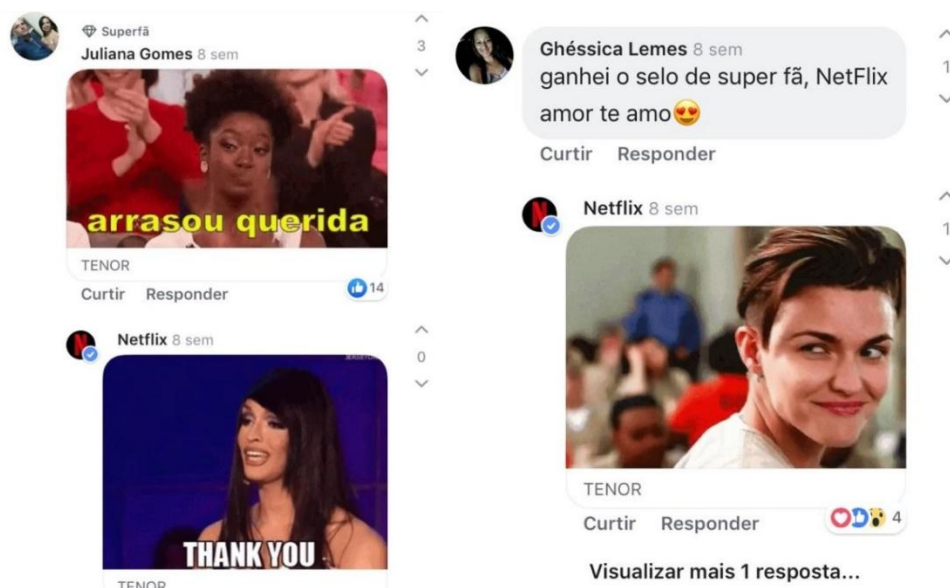 Superfã
Juliana Gomes 8 sem
3
arrasou querida
TENOR
Curtir Responder
14
Netflix 8 sem
0
THANK YOU
TENOR
Ghéssica Lemes 8 sem
ganhei o selo de super fã, NetFlix
amor te amo😍
1
Curtir Responder
Netflix 8 sem
1
TENOR
Curtir Responder
4
Visualizar mais 1 resposta...